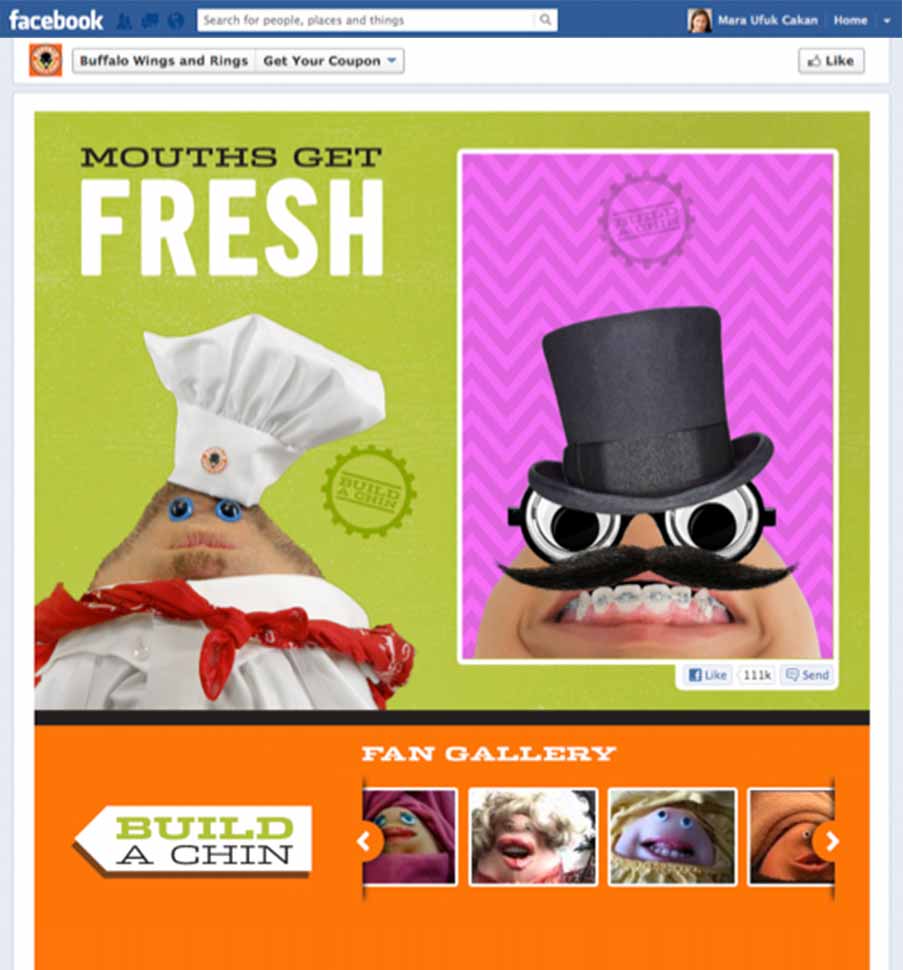 facebook
Search for people, places and things
Mara Ufuk Cakan
Home
Buffalo Wings and Rings
Get Your Coupon
Like
MOUTHS GET
FRESH
BUILD
A CHIN
BUILD
A CHIN
Like
111k
Send
FAN GALLERY
BUILD
A CHIN